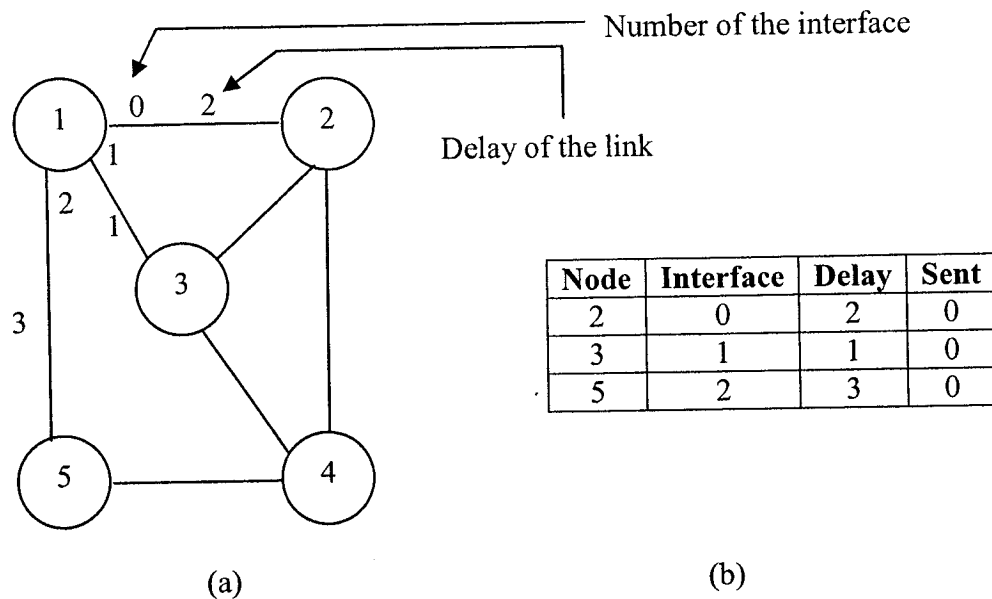 Number of the interface
0 2
1 2
Delay of the link
1
2
1
3
3
Node Interface Delay Sent
2 0 2 0
3 1 1 0
5 2 3 0
5 4
(a) (b)